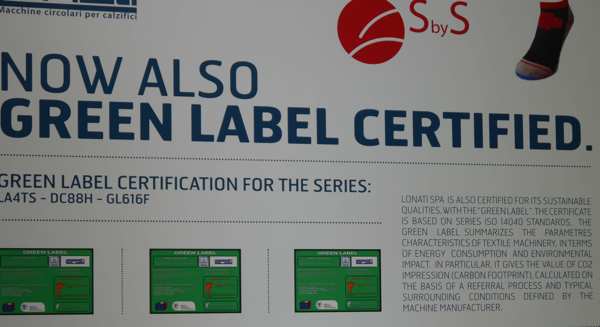 Macchine circolari per calzifici
SbyS
NOW ALSO
GREEN LABEL CERTIFIED.
GREEN LABEL CERTIFICATION FOR THE SERIES:
LA4TS - DC88H - GL616F
LONATI SPA IS ALSO CERTIFIED FOR ITS SUSTAINABLE
QUALITIES, WITH THE "GREEN LABEL". THE CERTIFICATE
IS BASED ON SERIES ISO 14040 STANDARDS. THE
GREEN LABEL SUMMARIZES THE PARAMETRES
CHARACTERISTICS OF TEXTILE MACHINERY, IN TERMS
OF ENERGY CONSUMPTION AND ENVIRONMENTAL
IMPACT. IN PARTICULAR, IT GIVES THE VALUE OF CO2
IMPRESSION (CARBON FOOTPRINT), CALCULATED ON
THE BASIS OF A REFERRAL PROCESS AND TYPICAL
SURROUNDING CONDITIONS DEFINED BY THE
MACHINE MANUFACTURER.
GREEN LABEL
GREEN LABEL
GREEN LABEL